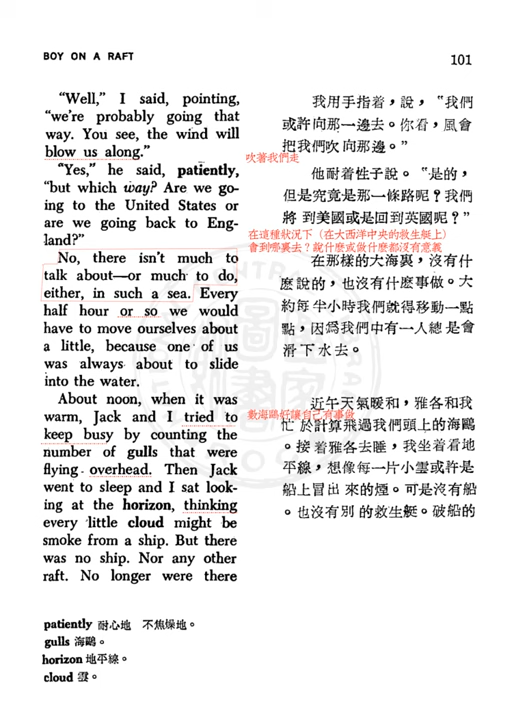 BOY ON A RAFT
101
“Well,” I said, pointing,
“we're probably going that
way. You see, the wind will
blow us along.”
“Yes,” he said, patiently,
“but which way? Are we go-
ing to the United States or
are we going back to Eng-
land?”
No, there isn't much to
talk about—or much to do,
either, in such a sea. Every
half hour or so we would
have to move ourselves about
a little, because one of us
was always about to slide
into the water.
About noon, when it was
warm, Jack and I tried to
keep busy by counting the
number of gulls that were
flying overhead. Then Jack
went to sleep and I sat look-
ing at the horizon, thinking
every little cloud might be
smoke from a ship. But there
was no ship. Nor any other
raft. No longer were there
我用手指着，說，“我們
或許向那一邊去。你看，風會
把我們吹向那邊。”
吹著我們走
他耐着性子說。“是的，
但是究竟是那一條路呢？我們
將到美國或是回到英國呢？”
在這種狀況下（在大西洋中央的救生艇上）
會到哪裏去？說什麼或做什麼都沒有意義
在那樣的大海裏，沒有什
麼說的，也沒有什麼事做。大
約每半小時我們就得移動一點
點，因爲我們中有一人總是會
滑下水去。
近午天氣暖和，雅各和我
數海鷗好讓自己有事做
忙於計算飛過我們頭上的海鷗
。接着雅各去睡，我坐着看地
平線，想像每一片小雲或許是
船上冒出來的煙。可是沒有船
。也沒有別的救生艇。破船的
patiently 耐心地 不焦燥地。
gulls 海鷗。
horizon 地平線。
cloud 雲。